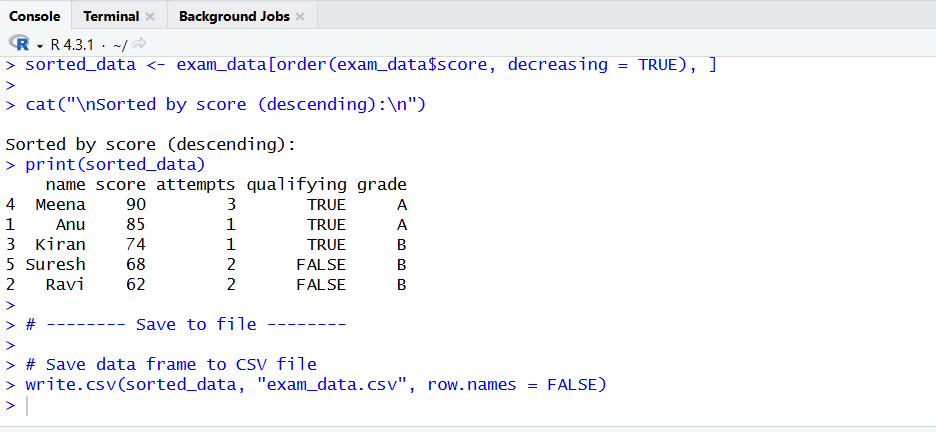 Console Terminal Background Jobs
R R 4.3.1 · ~/
> sorted_data <- exam_data[order(exam_data$score, decreasing = TRUE), ]
>
> cat("\nSorted by score (descending):\n")

Sorted by score (descending):
> print(sorted_data)
    name score attempts qualifying grade
4  Meena    90        3       TRUE     A
1    Anu    85        1       TRUE     A
3  Kiran    74        1       TRUE     B
5 Suresh    68        2      FALSE     B
2   Ravi    62        2      FALSE     B
>
> # -------- Save to file --------
>
> # Save data frame to CSV file
> write.csv(sorted_data, "exam_data.csv", row.names = FALSE)
>